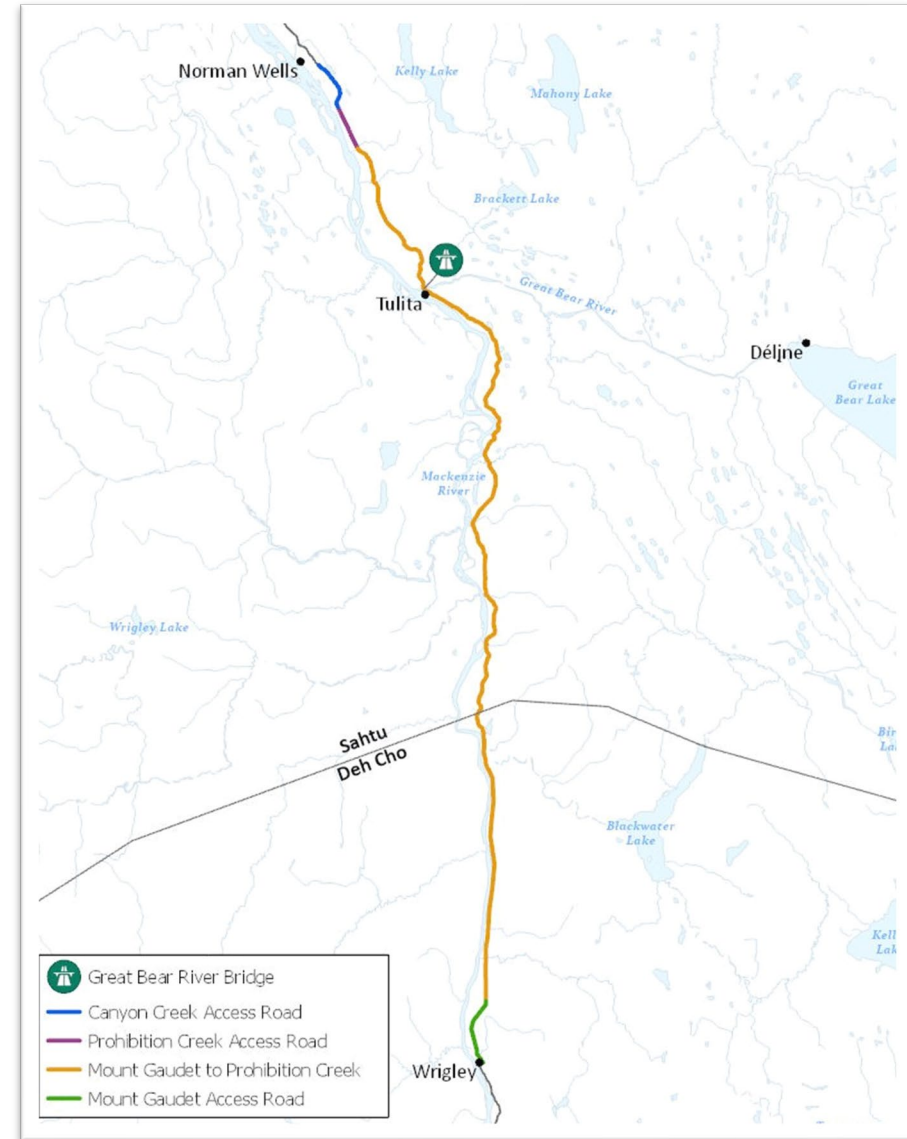 Norman Wells
Kelly Lake
Mahony Lake
Brackett Lake
Great Bear River
Tulita
Délı̨ne
Great
Bear Lake
Mackenzie
River
Wrigley Lake
Sahtu
Deh Cho
Blackwater
Lake
Wrigley
Great Bear River Bridge
Canyon Creek Access Road
Prohibition Creek Access Road
Mount Gaudet to Prohibition Creek
Mount Gaudet Access Road